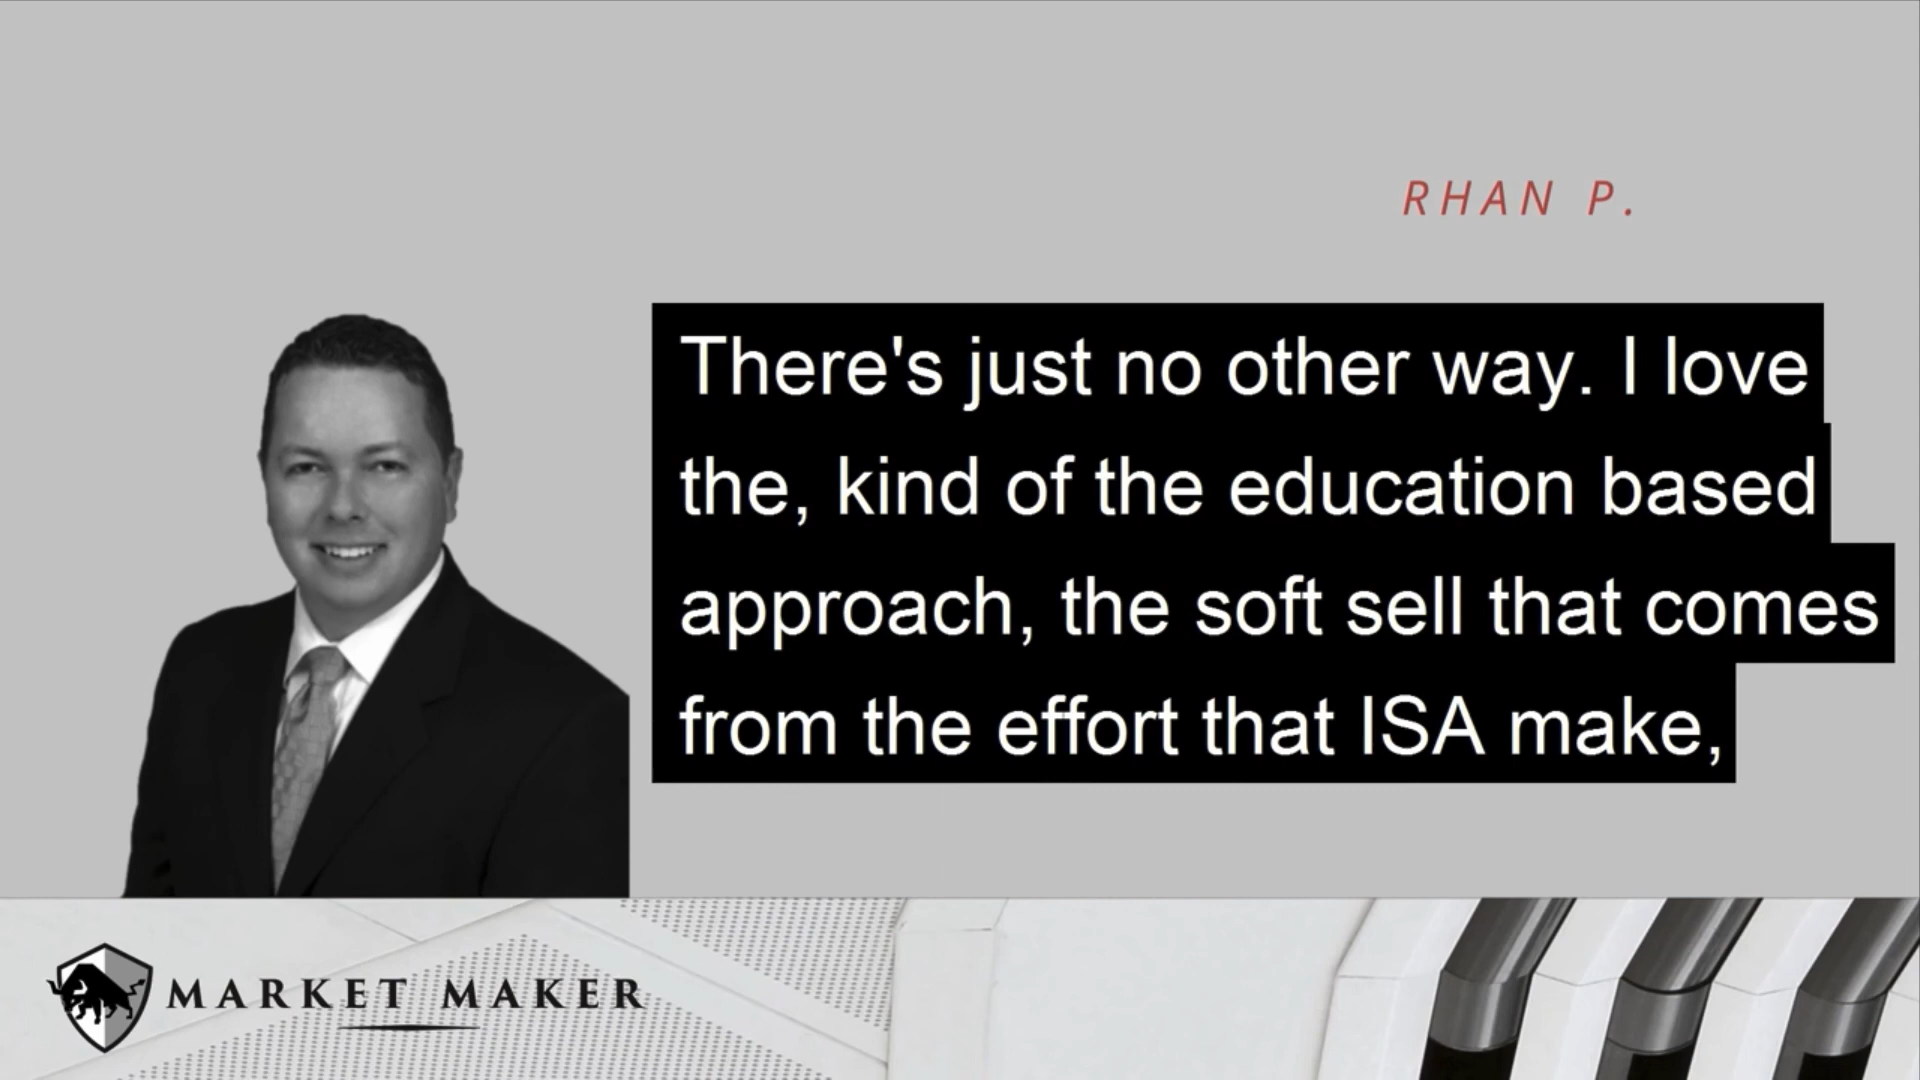 RHAN P.
There's just no other way. I love
the, kind of the education based
approach, the soft sell that comes
from the effort that ISA make,
MARKET MAKER